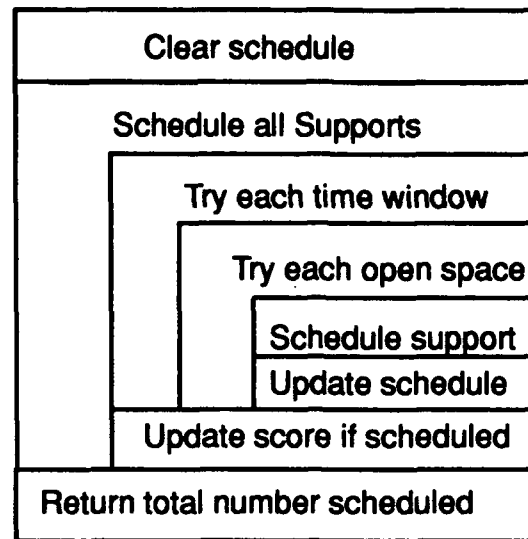 Clear schedule
Schedule all Supports
Try each time window
Try each open space
Schedule support
Update schedule
Update score if scheduled
Return total number scheduled